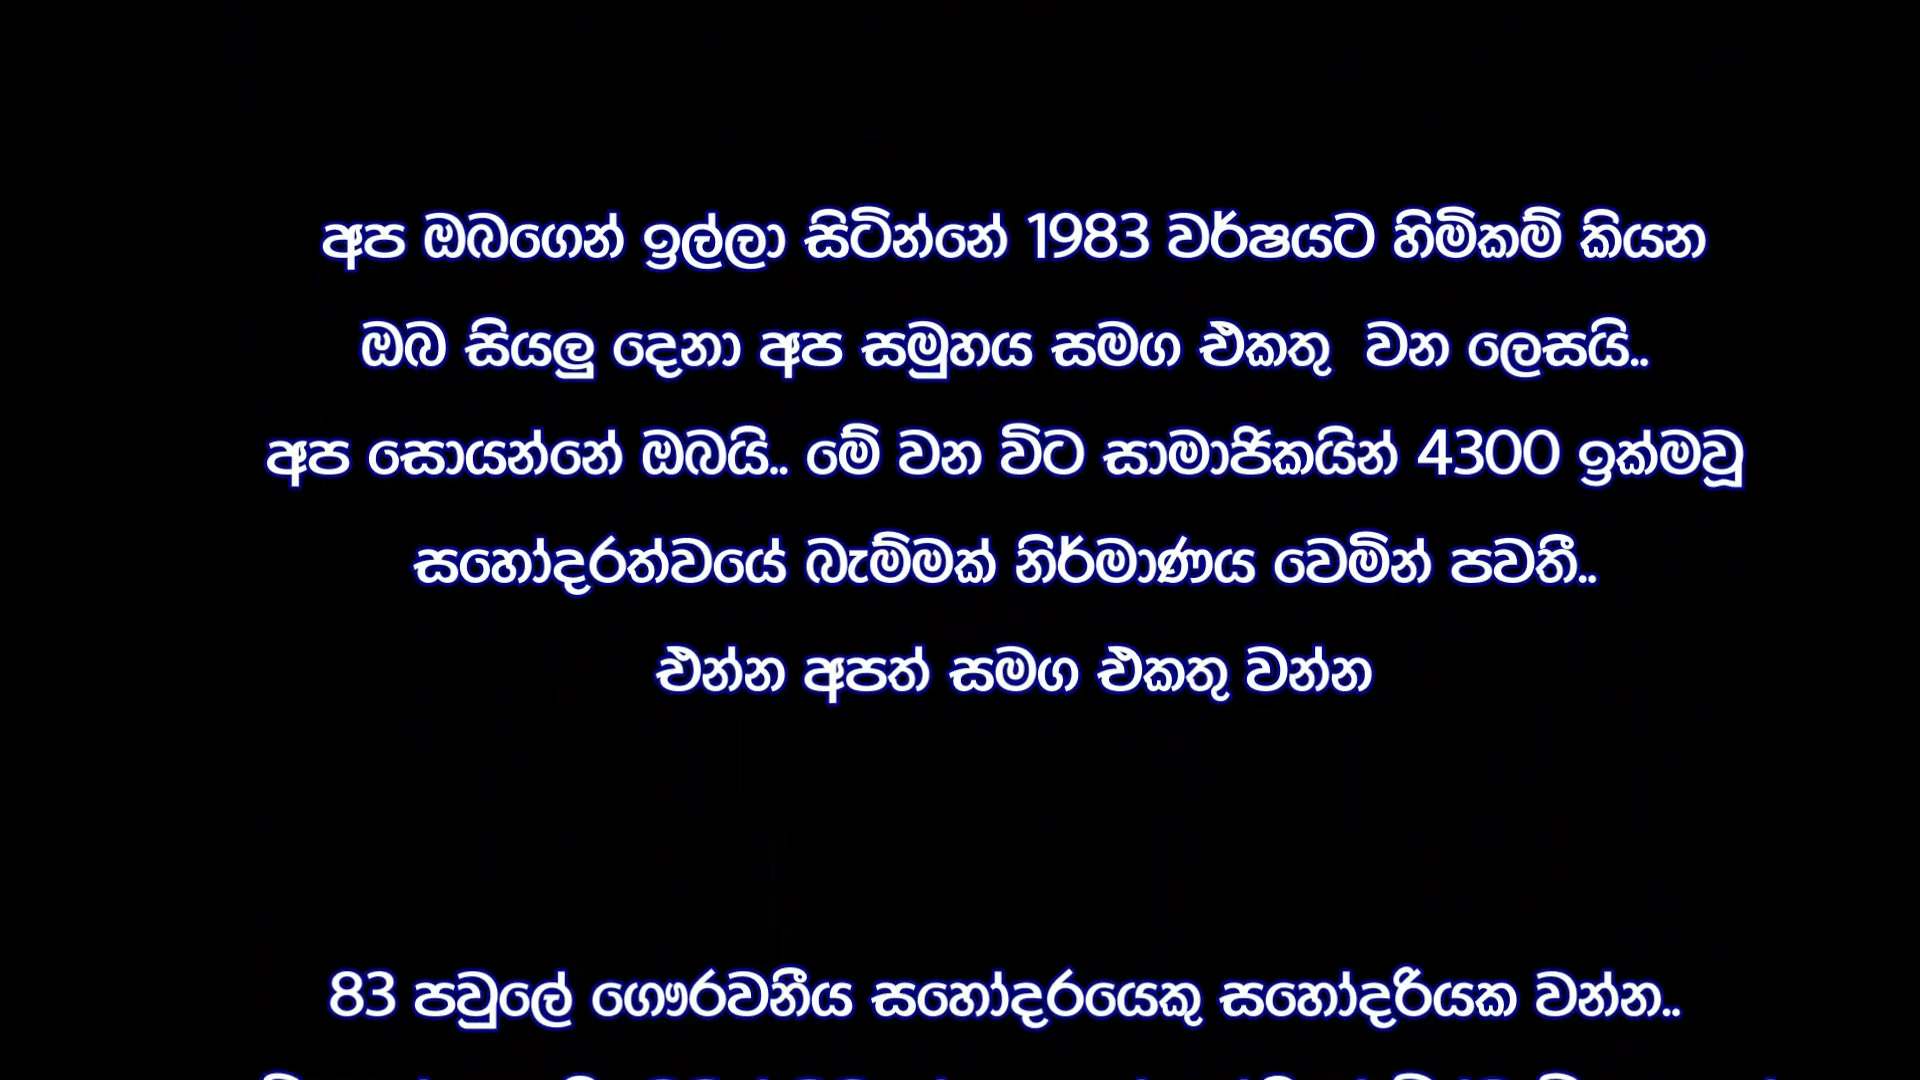 අප ඔබගෙන් ඉල්ලා සිටින්නේ 1983 වර්ෂයට හිමිකම් කියන
ඔබ සියලු දෙනා අප සමුහය සමග එකතු  වන ලෙසයි..
අප සොයන්නේ ඔබයි.. මේ වන විට සාමාජිකයින් 4300 ඉක්මවූ
සහෝදරත්වයේ බැම්මක් නිර්මාණය වෙමින් පවතී..
එන්න අපත් සමග එකතු වන්න
83 පවුලේ ගෞරවනීය සහෝදරයෙකු සහෝදරියක වන්න..